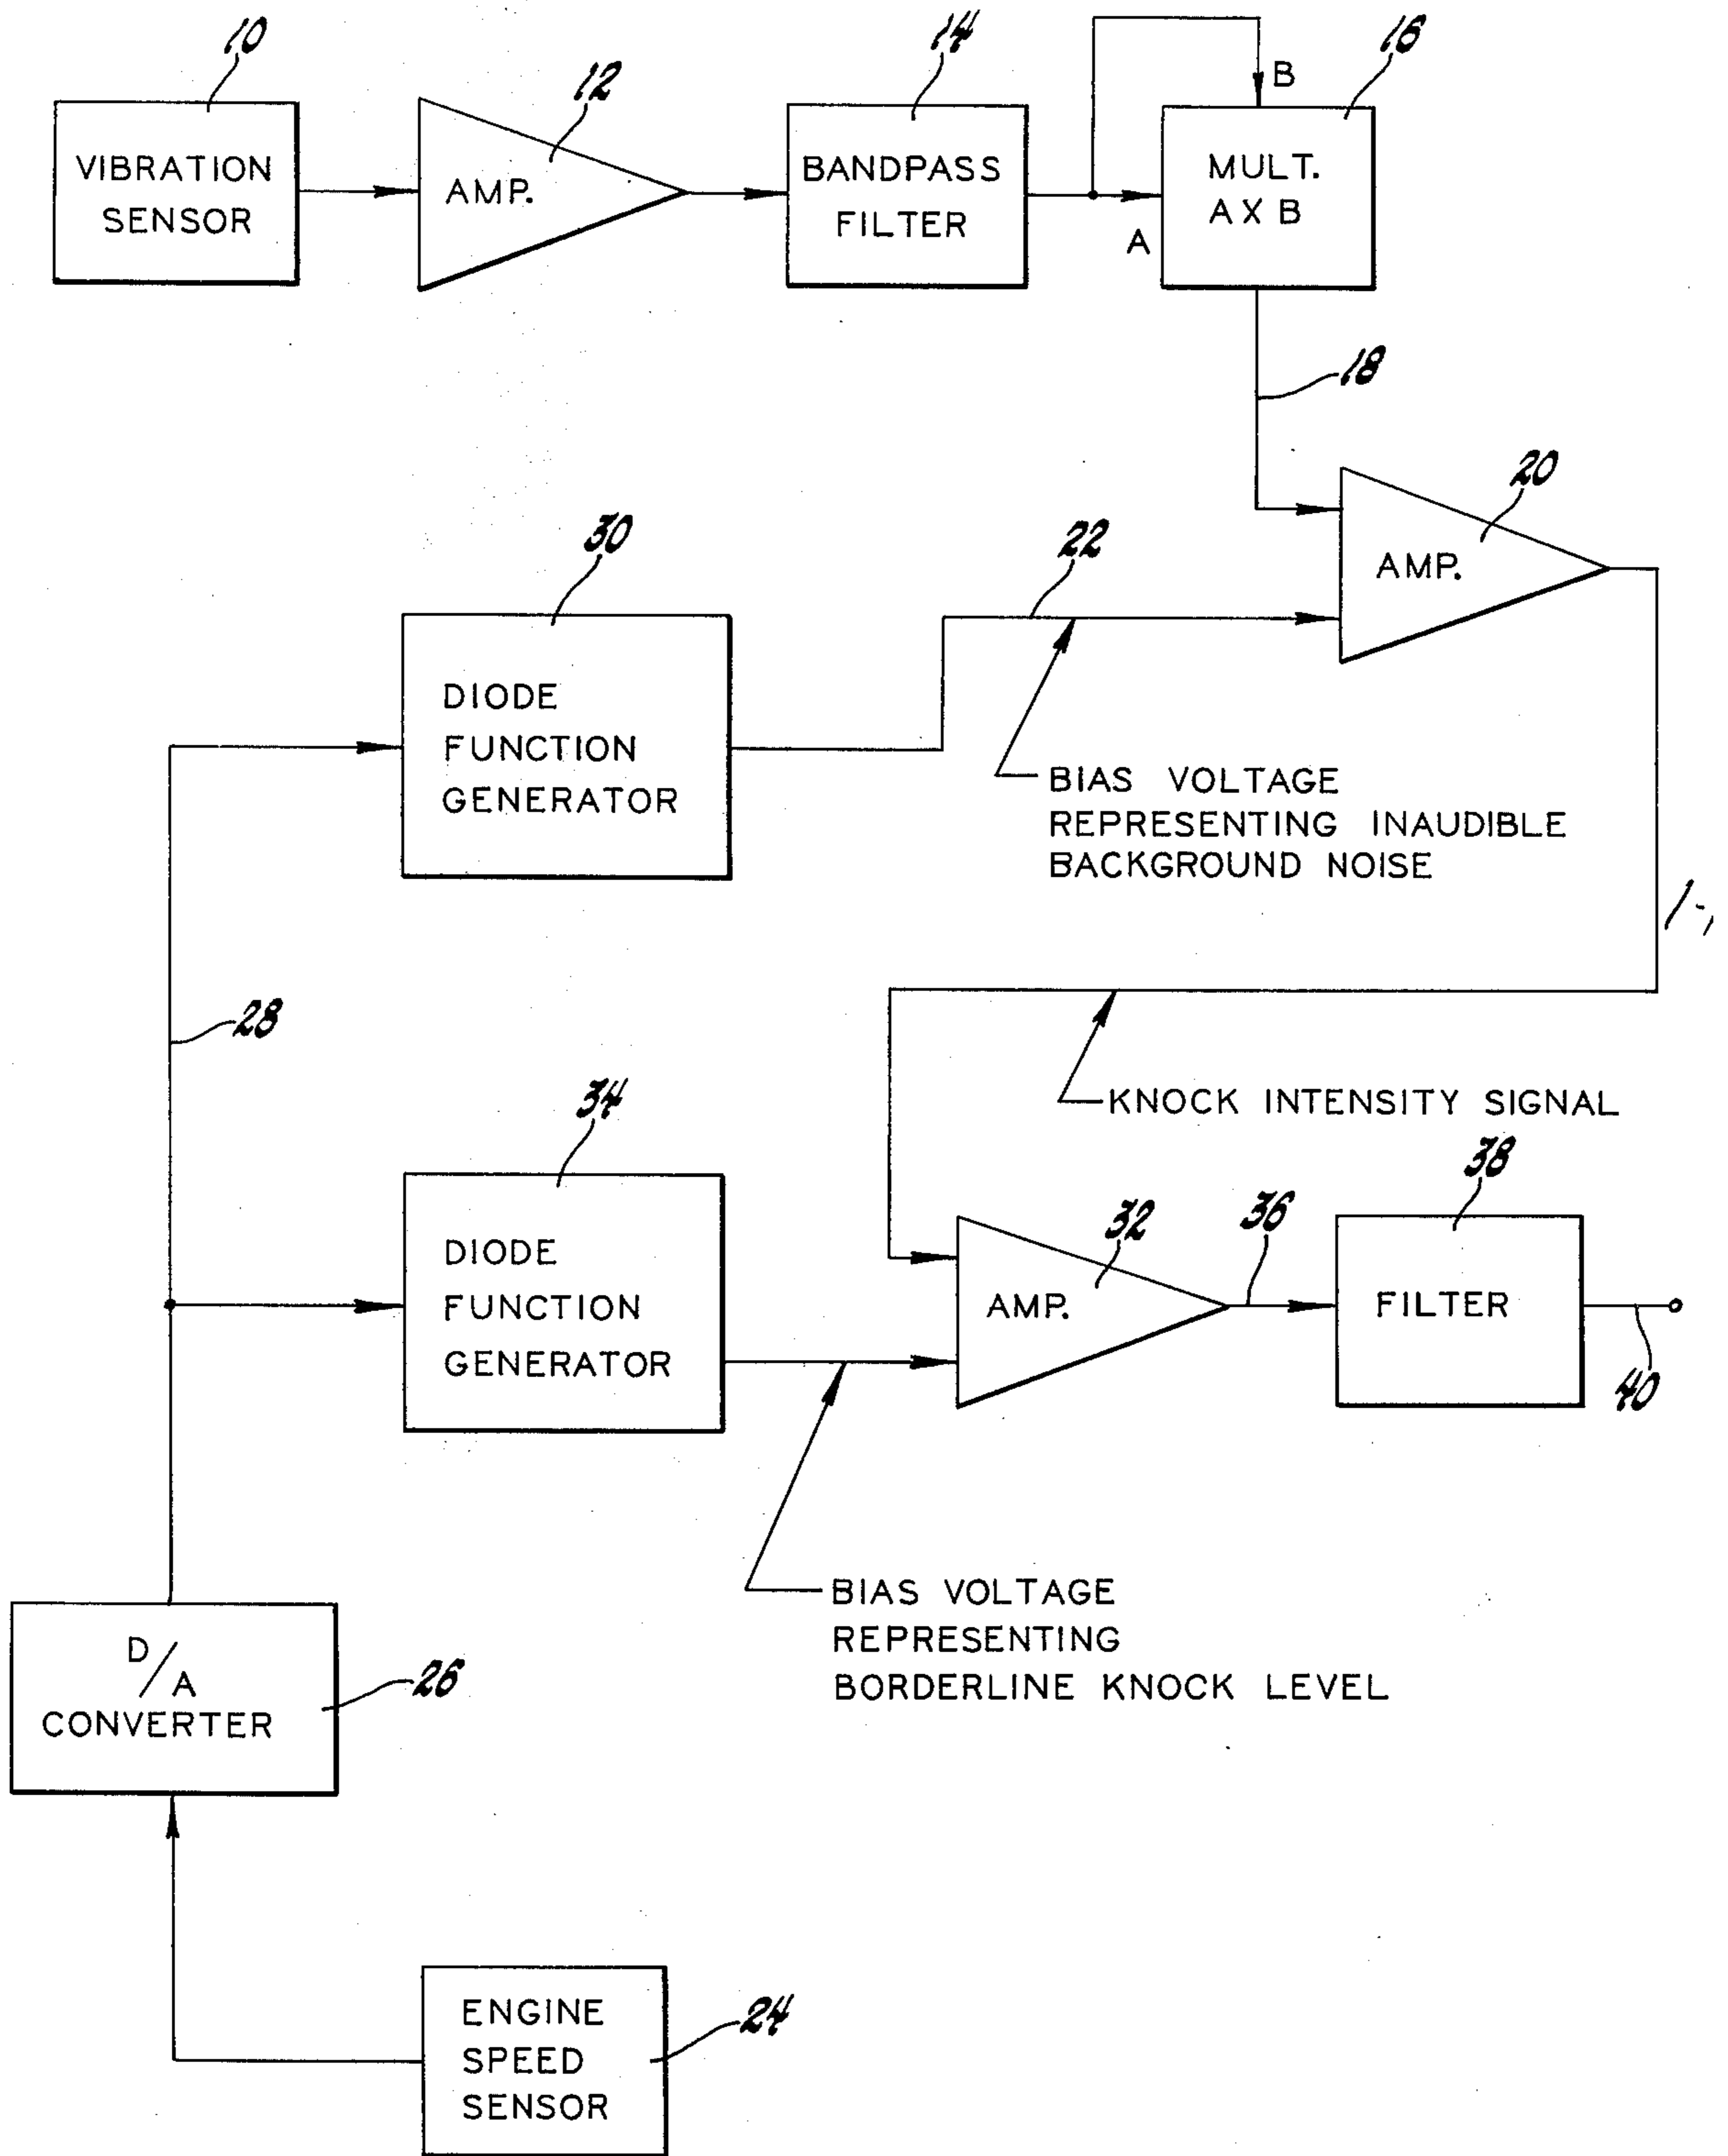 10
12
14
16
VIBRATION
SENSOR
AMP.
BANDPASS
FILTER
B
A
MULT.
A X B
18
20
AMP.
30
22
DIODE
FUNCTION
GENERATOR
BIAS VOLTAGE
REPRESENTING INAUDIBLE
BACKGROUND NOISE
28
KNOCK INTENSITY SIGNAL
34
32
36
38
DIODE
FUNCTION
GENERATOR
AMP.
FILTER
40
BIAS VOLTAGE
REPRESENTING
BORDERLINE KNOCK LEVEL
D/A
CONVERTER
26
ENGINE
SPEED
SENSOR
24